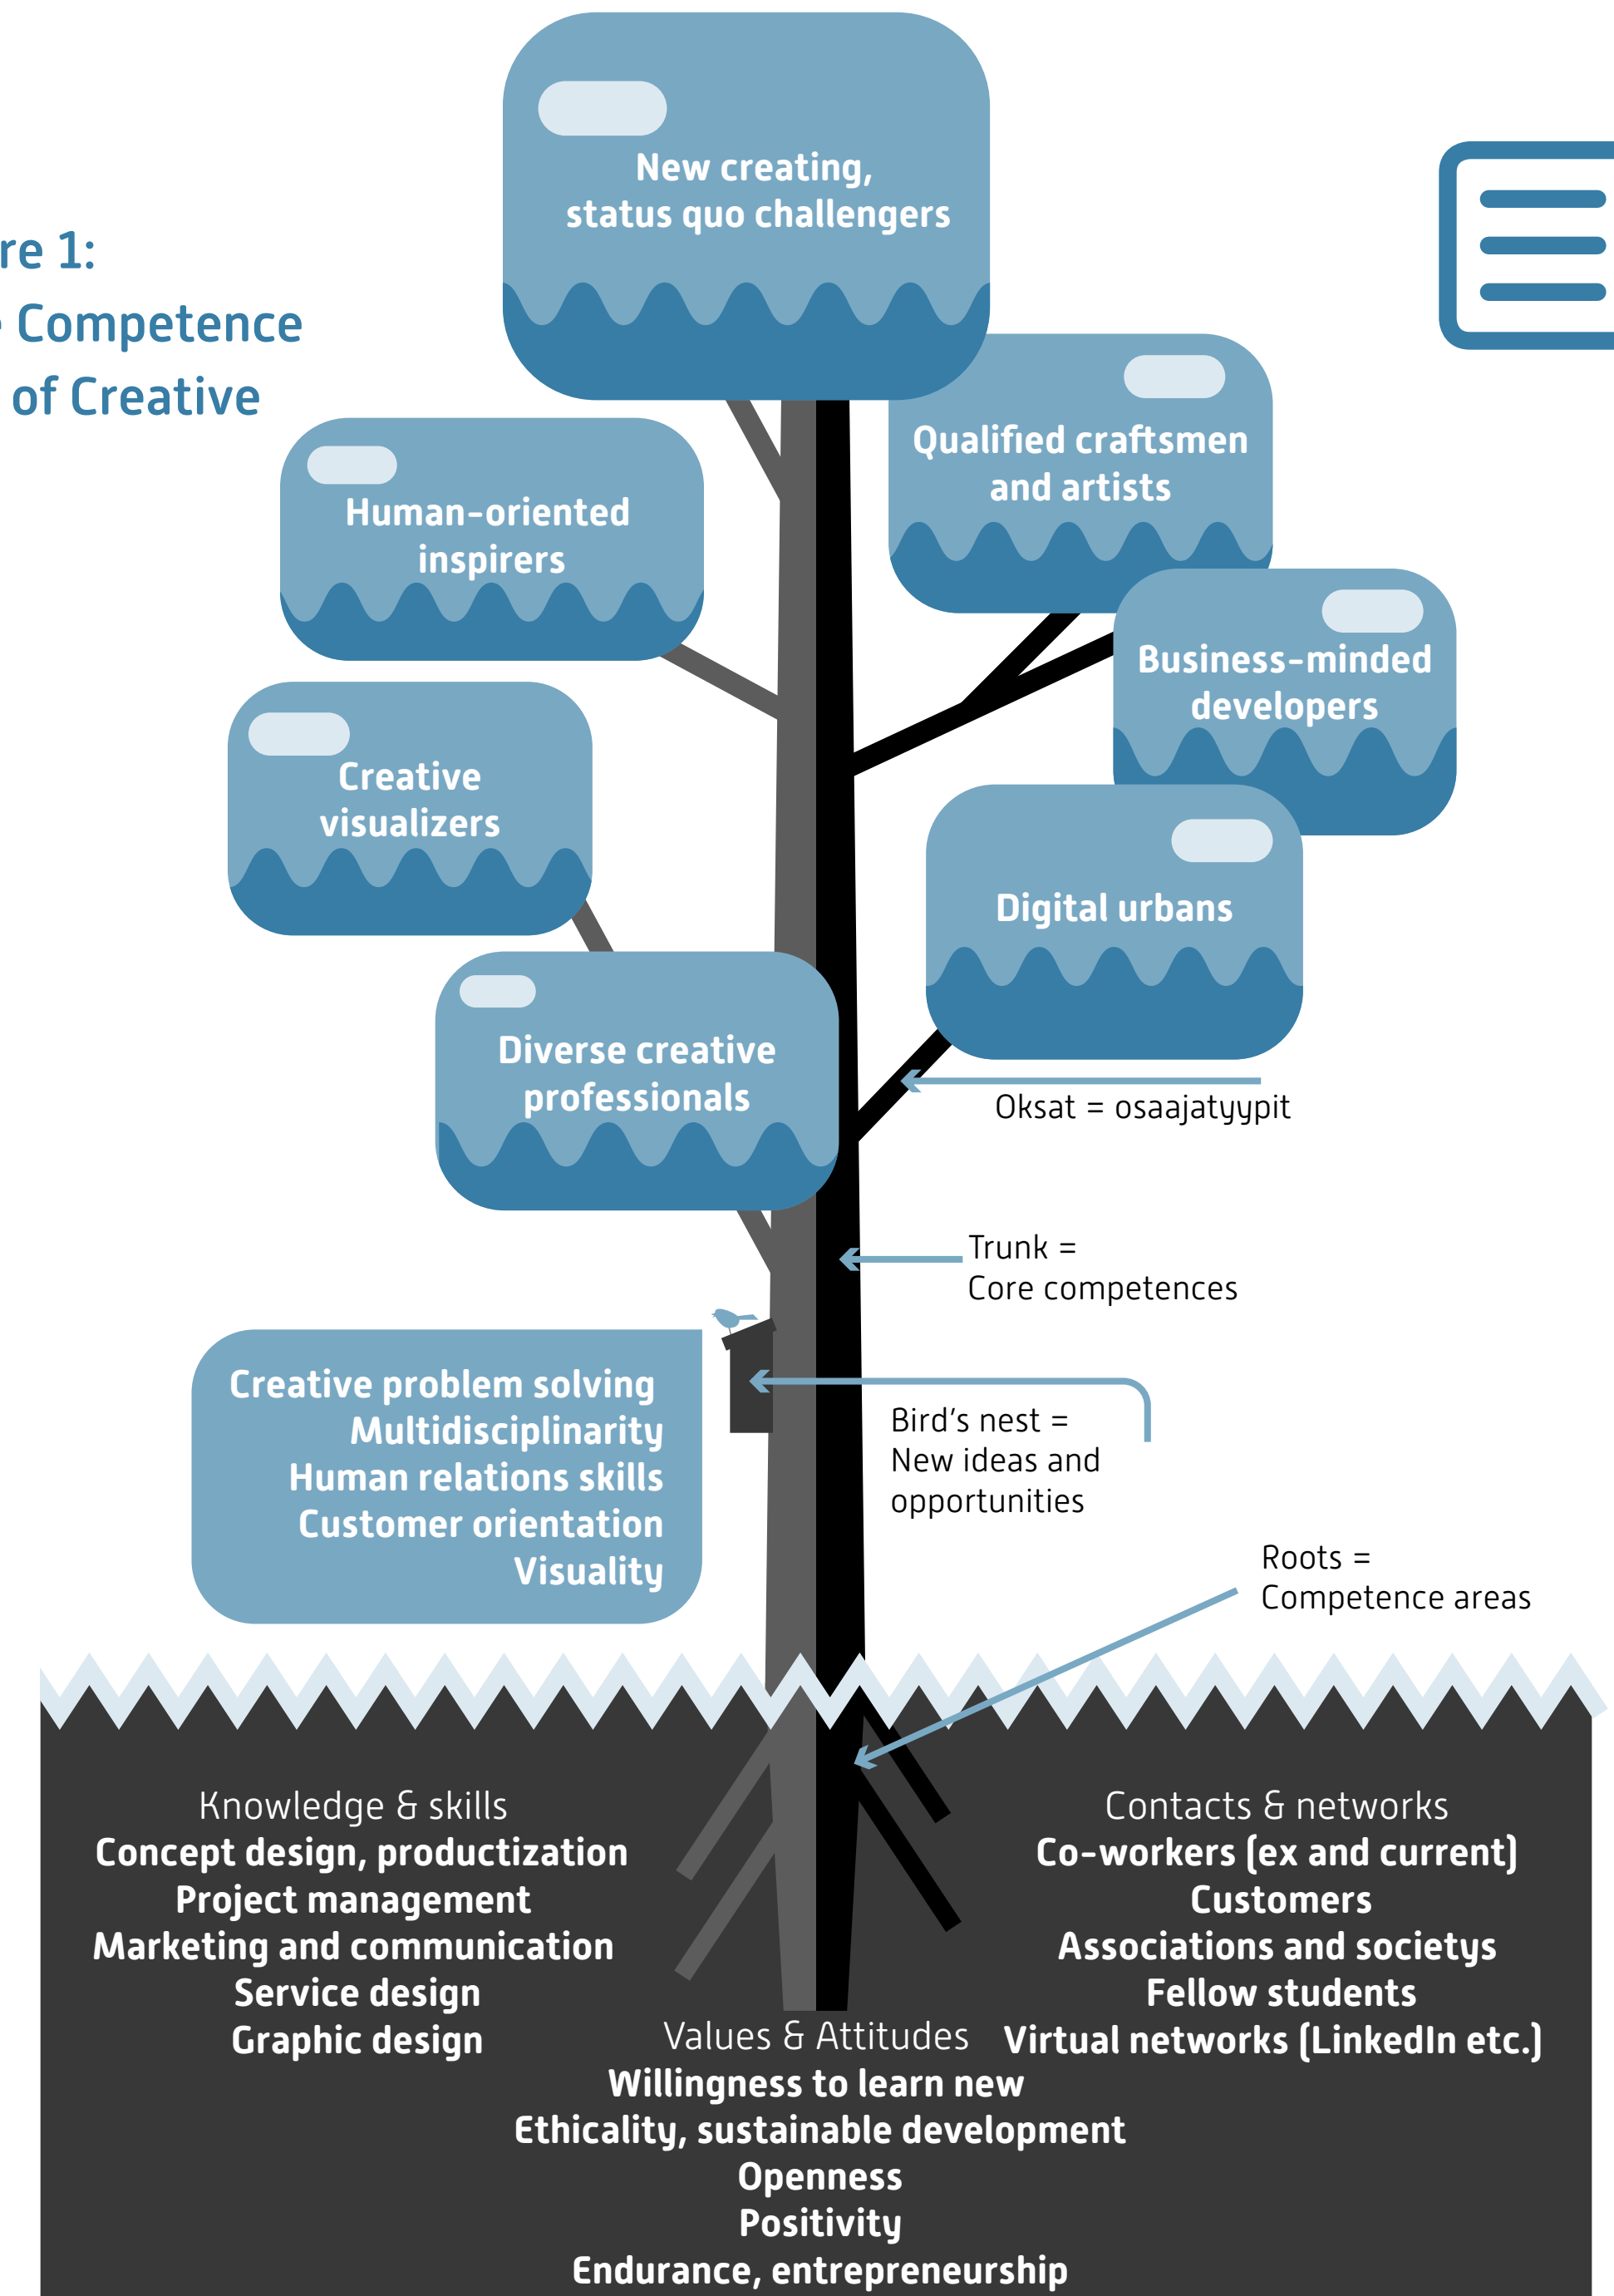 re 1:
Competence
of Creative
New creating,
status quo challengers
Qualified craftsmen
and artists
Human-oriented
inspirers
Business-minded
developers
Creative
visualizers
Digital urbans
Diverse creative
professionals
Oksat = osaajatyypit
Trunk =
Core competences
Creative problem solving
Multidisciplinarity
Human relations skills
Customer orientation
Visuality
Bird's nest =
New ideas and
opportunities
Roots =
Competence areas
Knowledge & skills
Concept design, productization
Project management
Marketing and communication
Service design
Graphic design
Contacts & networks
Co-workers (ex and current)
Customers
Associations and societys
Fellow students
Virtual networks (LinkedIn etc.)
Values & Attitudes
Willingness to learn new
Ethicality, sustainable development
Openness
Positivity
Endurance, entrepreneurship